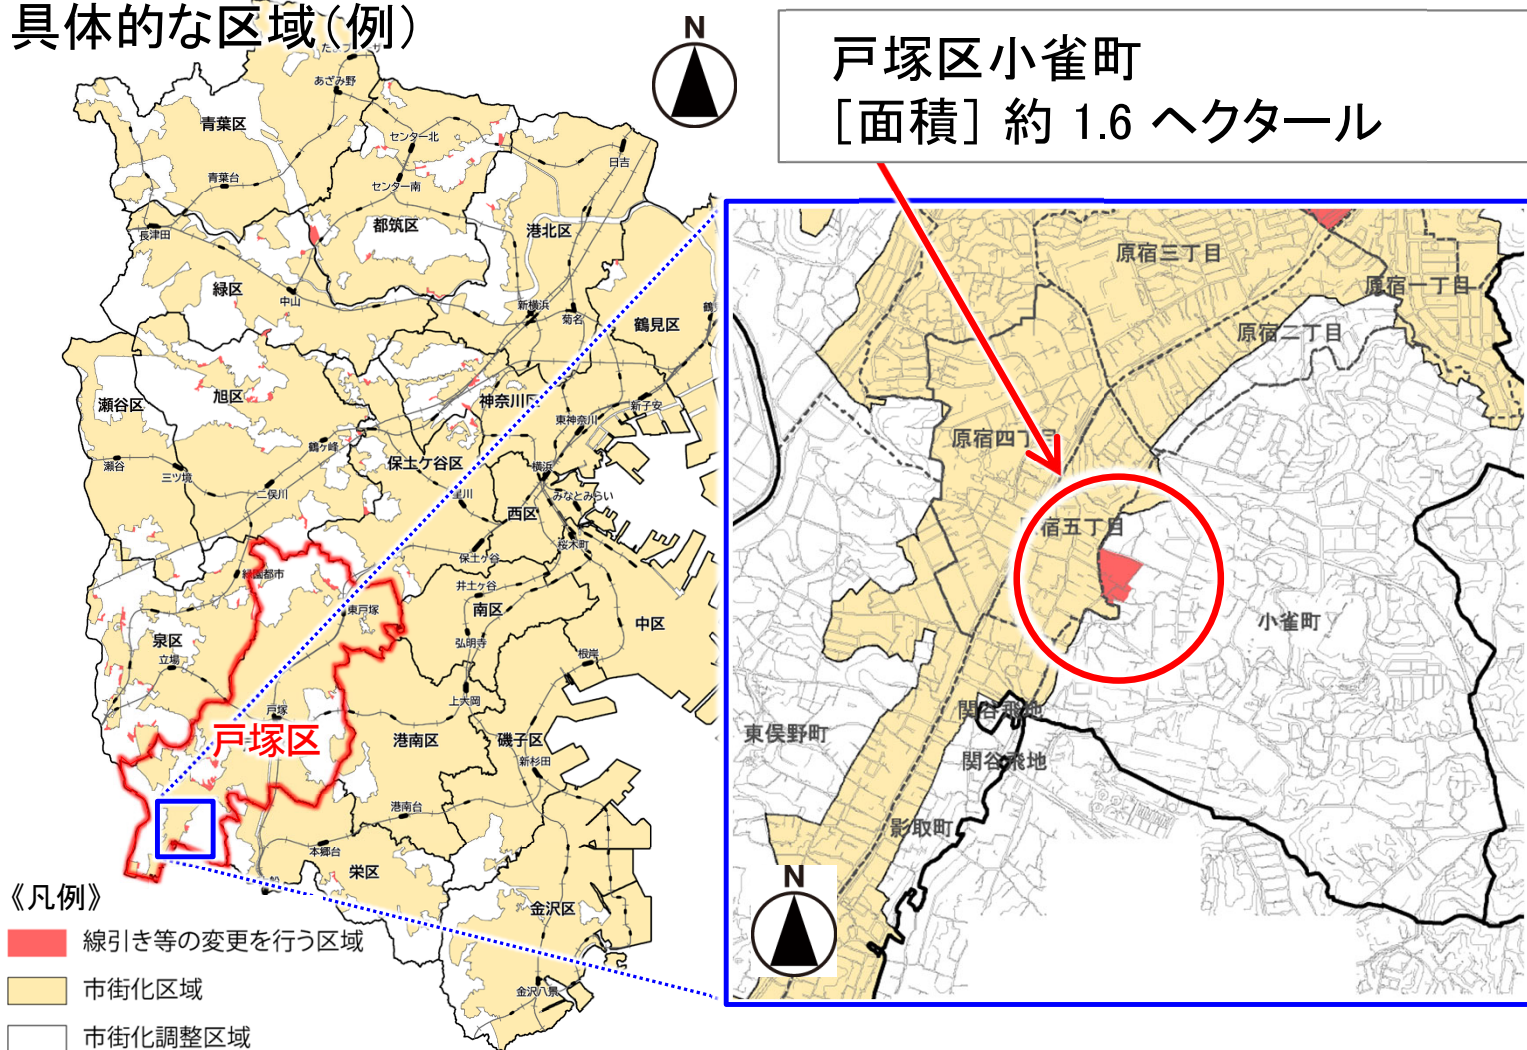 具体的な区域(例)
N
戸塚区小雀町
[面積] 約 1.6 ヘクタール
あざみ野
青葉区
センター北
日吉
青葉台
センター南
都筑区
長津田
港北区
緑区
中山
新横浜
菊名
鶴見区
瀬谷区
旭区
神奈川区
新子安
東神奈川
鶴ヶ峰
瀬谷
三ツ境
保土ケ谷区
横浜
二俣川
星川
みなとみらい
西区
桜木町
保土ヶ谷
緑園都市
井土ヶ谷
東戸塚
南区
中区
泉区
立場
弘明寺
根岸
上大岡
戸塚
戸塚区
港南区
磯子区
新杉田
港南台
本郷台
栄区
金沢区
金沢八景
《凡例》
線引き等の変更を行う区域
市街化区域
市街化調整区域
原宿三丁目
原宿一丁目
原宿二丁目
原宿四丁目
宿五丁目
小雀町
関谷飛地
東俣野町
関谷飛地
影取町
N